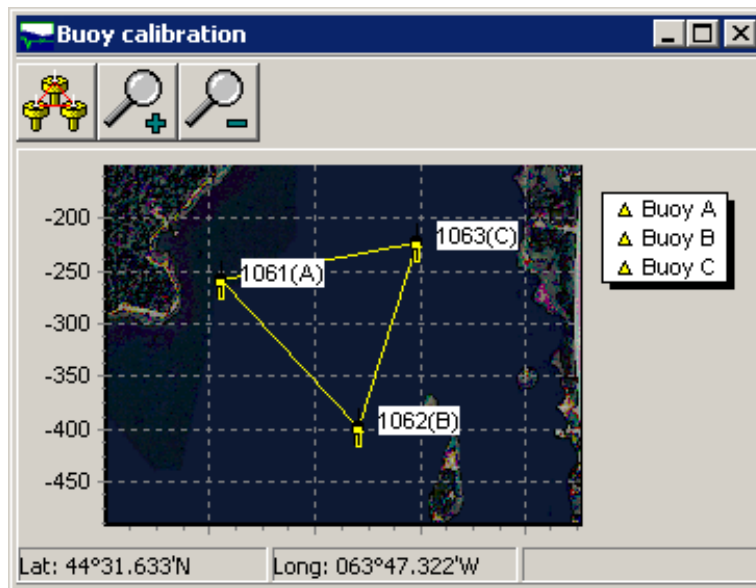 Buoy calibration
-200
-250
-300
-350
-400
-450
1061(A)
1063(C)
1062(B)
Buoy A
Buoy B
Buoy C
Lat: 44°31.633'N
Long: 063°47.322'W